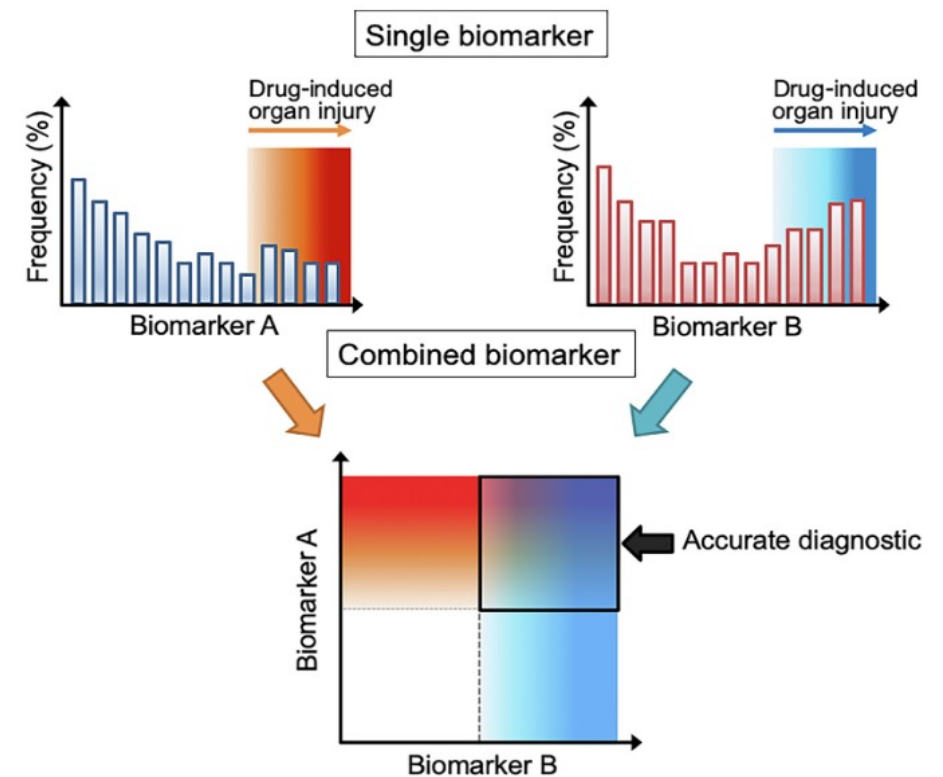 Single biomarker
Drug-induced
organ injury
Frequency (%)
Biomarker A
Drug-induced
organ injury
Frequency (%)
Biomarker B
Combined biomarker
Biomarker A
Accurate diagnostic
Biomarker B